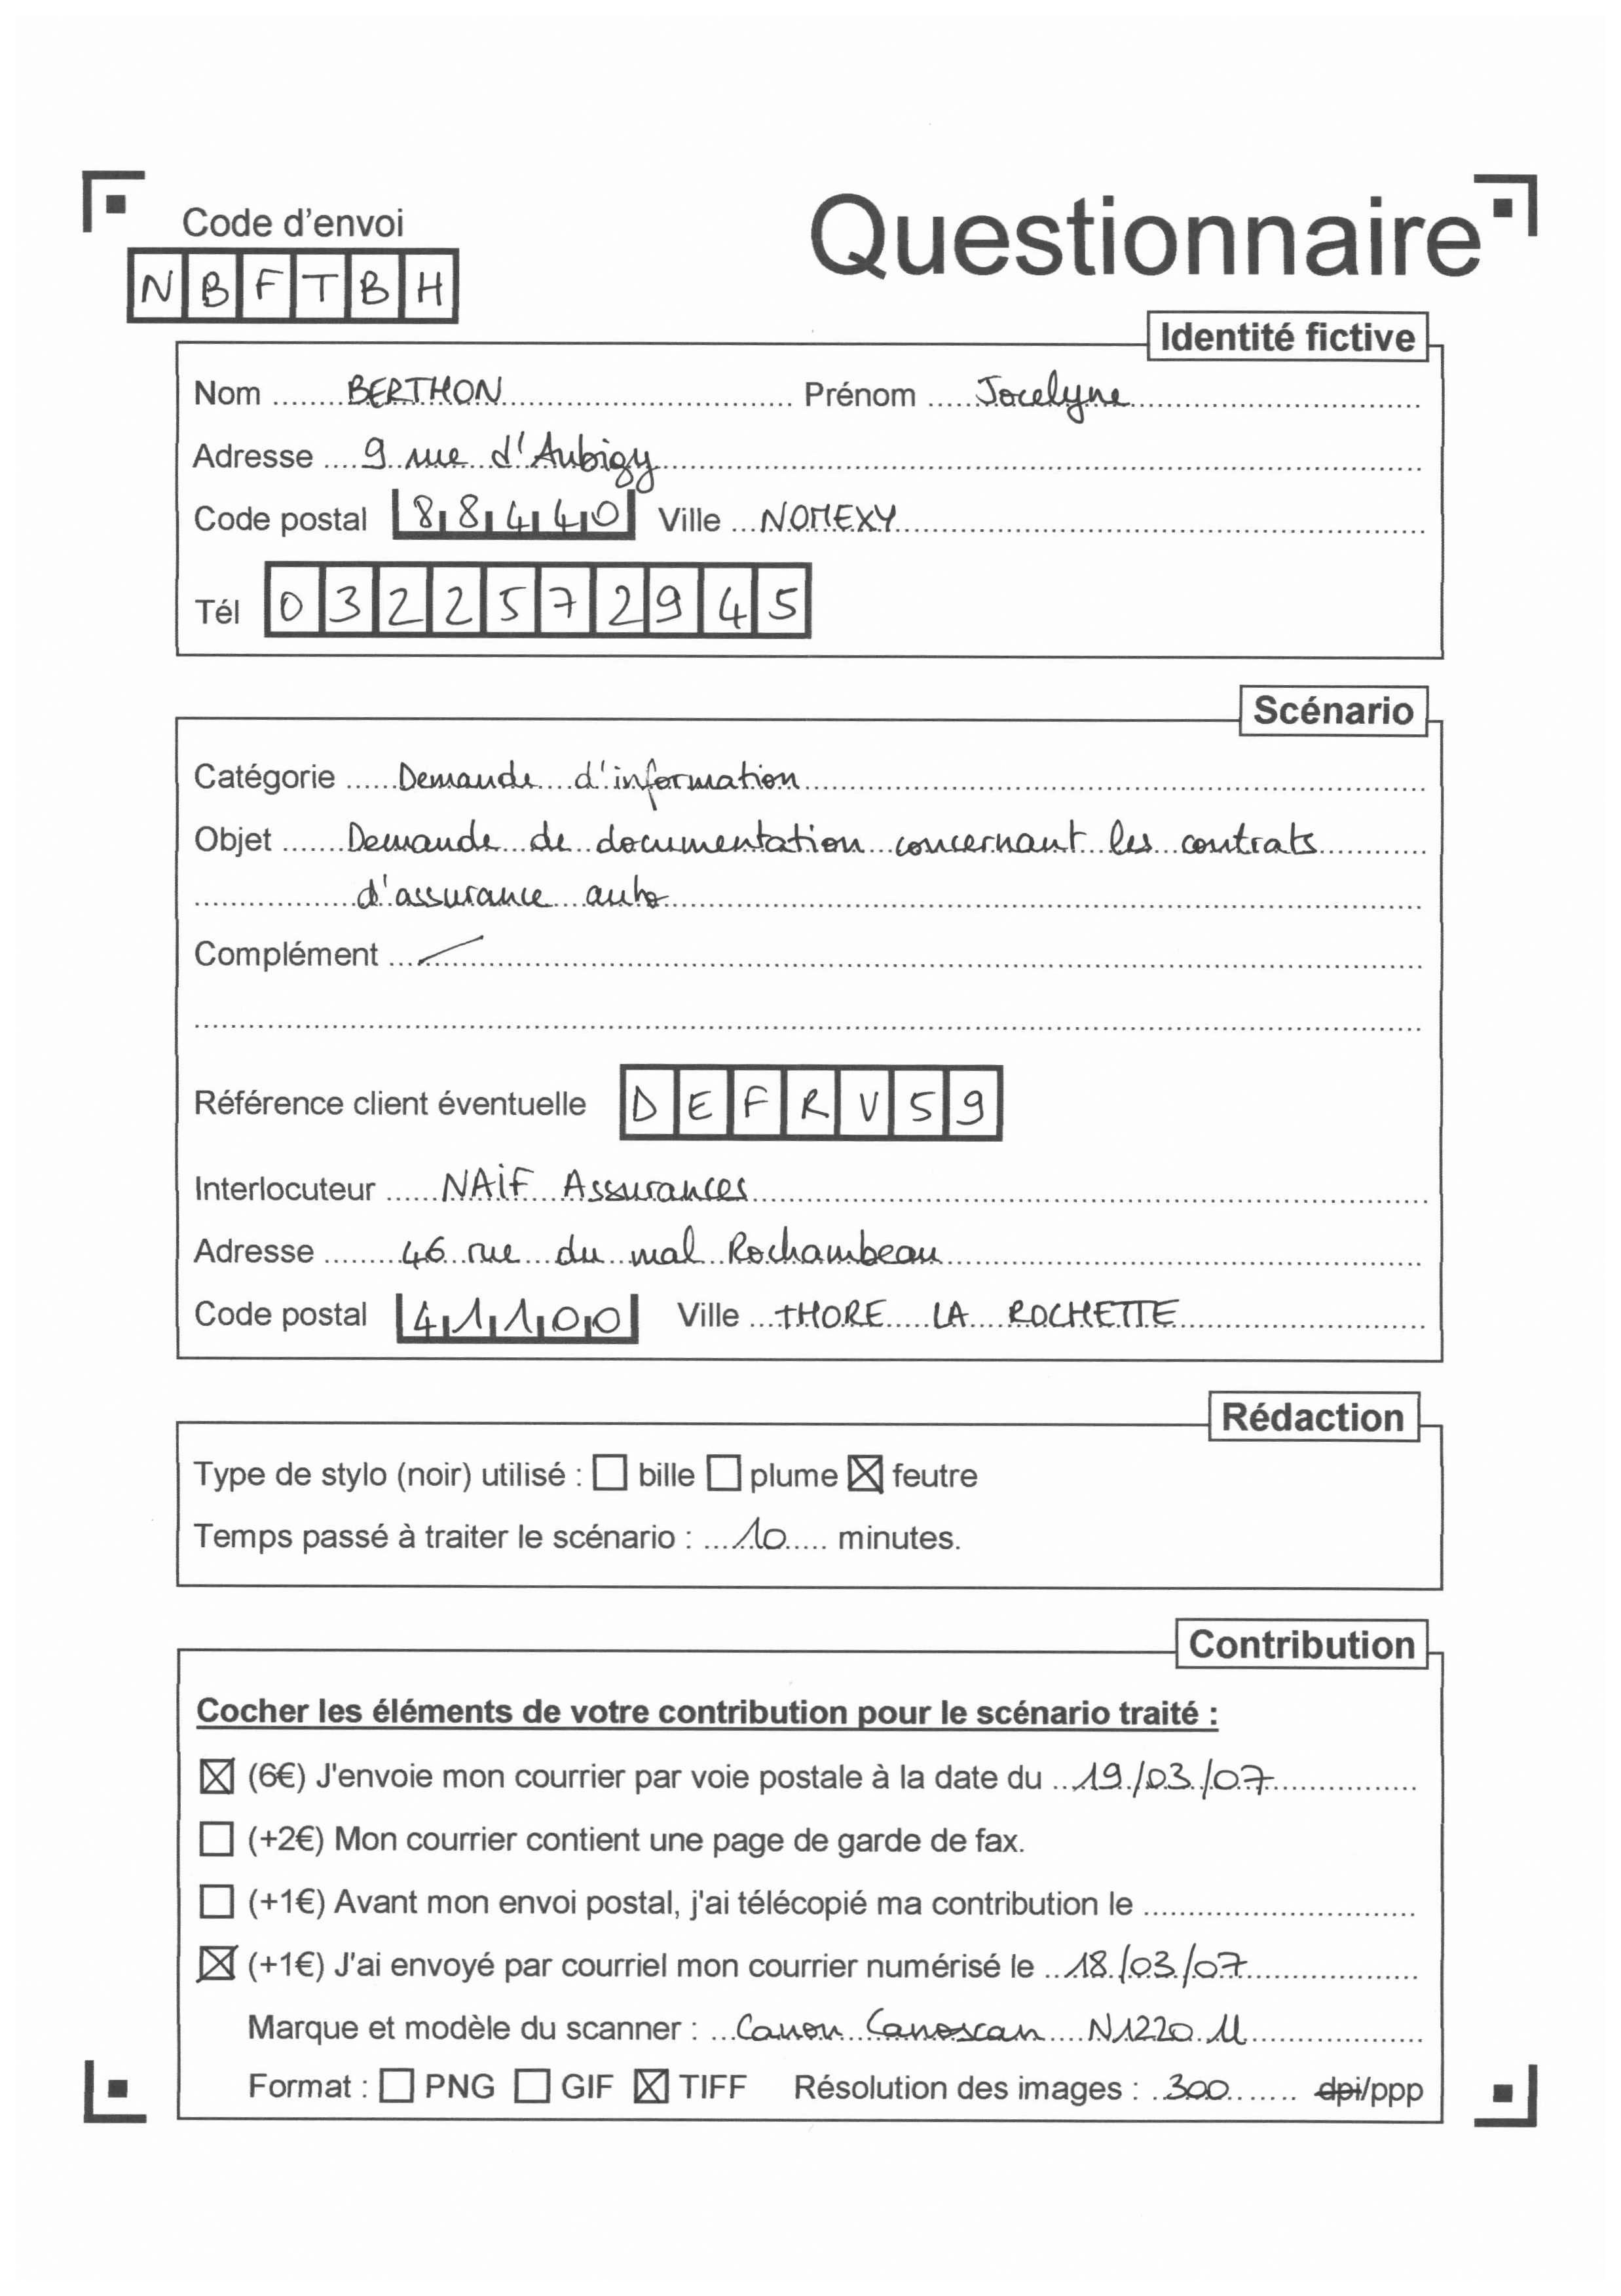 Code d'envoi
Questionnaire
NBFTBH
Identité fictive
Nom BERTHON Prénom Jocelyne
Adresse 9 rue d'Aubigy
Code postal 88440 Ville NOMEXY
Tél 0322572945
Scénario
Catégorie Demande d'information
Objet Demande de documentation concernant les contrats
d'assurance auto
Complément
Référence client éventuelle DEFRV59
Interlocuteur NAIF Assurances
Adresse 46 rue du mal Rochambeau
Code postal 41100 Ville THORE LA ROCHETTE
Rédaction
Type de stylo (noir) utilisé : bille plume feutre
Temps passé à traiter le scénario : 10 minutes.
Contribution
Cocher les éléments de votre contribution pour le scénario traité :
(6€) J'envoie mon courrier par voie postale à la date du 19/03/07
(+2€) Mon courrier contient une page de garde de fax.
(+1€) Avant mon envoi postal, j'ai télécopié ma contribution le
(+1€) J'ai envoyé par courriel mon courrier numérisé le 18/03/07
Marque et modèle du scanner : Canon Canoscan N1220 U
Format : PNG GIF TIFF Résolution des images : 300 dpi/ppp